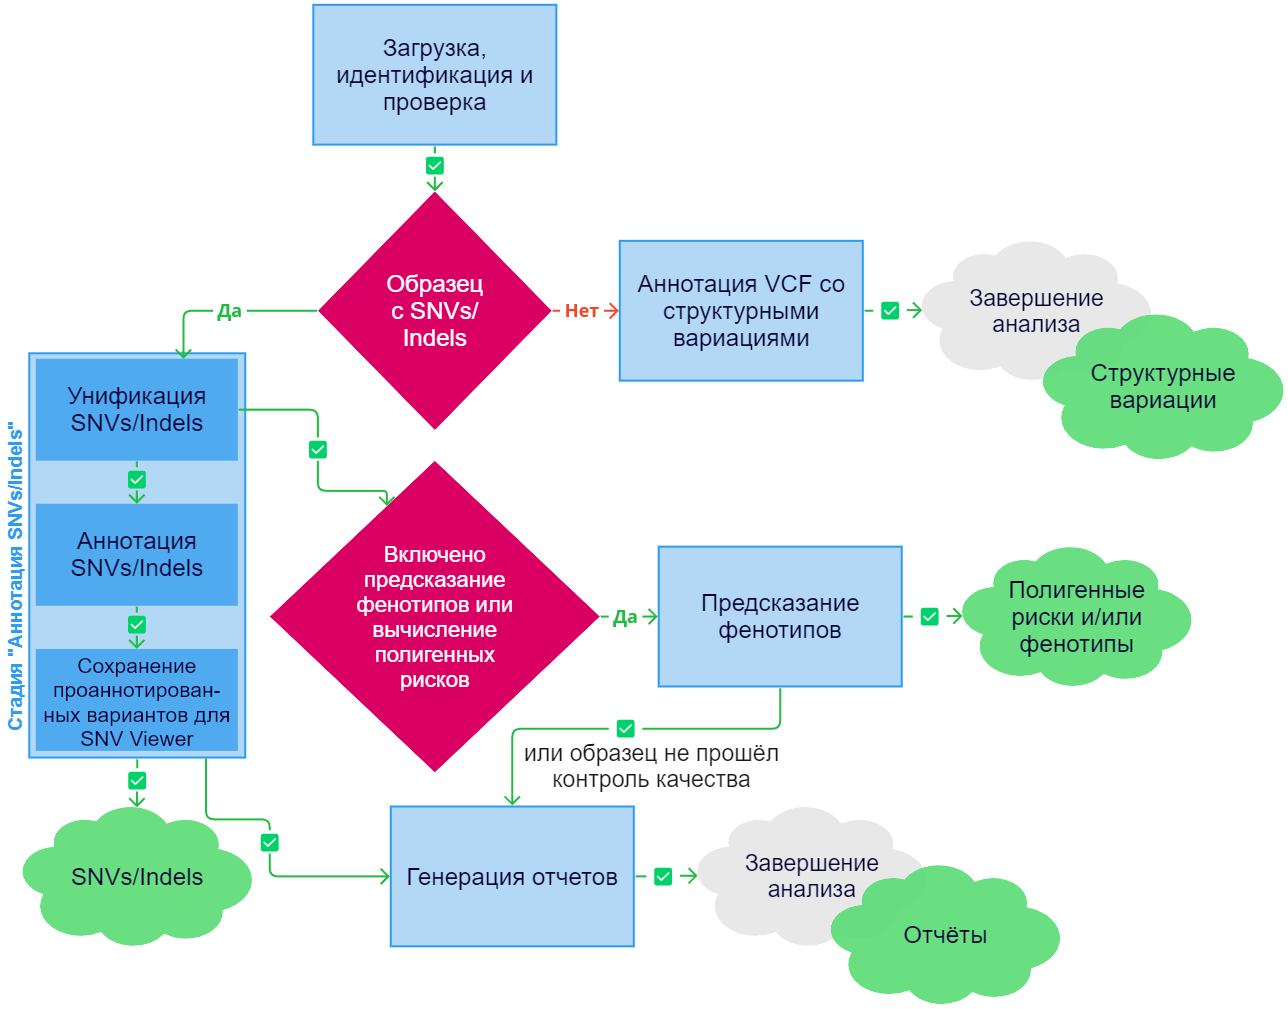 Загрузка,
идентификация и
проверка
Образец
с SNVs/
Indels
Да
Нет
Аннотация VCF со
структурными
вариациями
Завершение
анализа
Структурные
вариации
Стадия "Аннотация SNVs/Indels"
Унификация
SNVs/Indels
Аннотация
SNVs/Indels
Сохранение
проаннотирован-
ных вариантов для
SNV Viewer
SNVs/Indels
Включено
предсказание
фенотипов или
вычисление
полигенных
рисков
Да
Предсказание
фенотипов
Полигенные
риски и/или
фенотипы
или образец не прошёл
контроль качества
Генерация отчетов
Завершение
анализа
Отчёты